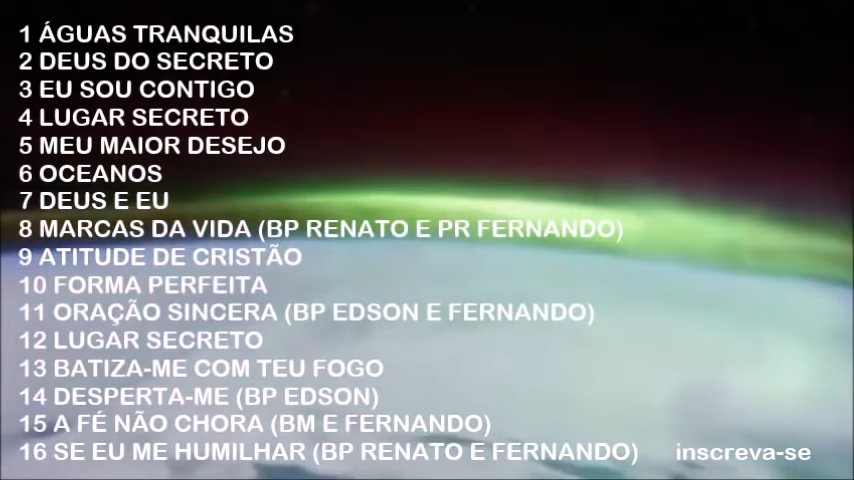 1 ÁGUAS TRANQUILAS
2 DEUS DO SECRETO
3 EU SOU CONTIGO
4 LUGAR SECRETO
5 MEU MAIOR DESEJO
6 OCEANOS
7 DEUS E EU
8 MARCAS DA VIDA (BP RENATO E PR FERNANDO)
9 ATITUDE DE CRISTÃO
10 FORMA PERFEITA
11 ORAÇÃO SINCERA (BP EDSON E FERNANDO)
12 LUGAR SECRETO
13 BATIZA-ME COM TEU FOGO
14 DESPERTA-ME (BP EDSON)
15 A FÉ NÃO CHORA (BM E FERNANDO)
16 SE EU ME HUMILHAR (BP RENATO E FERNANDO) inscreva-se